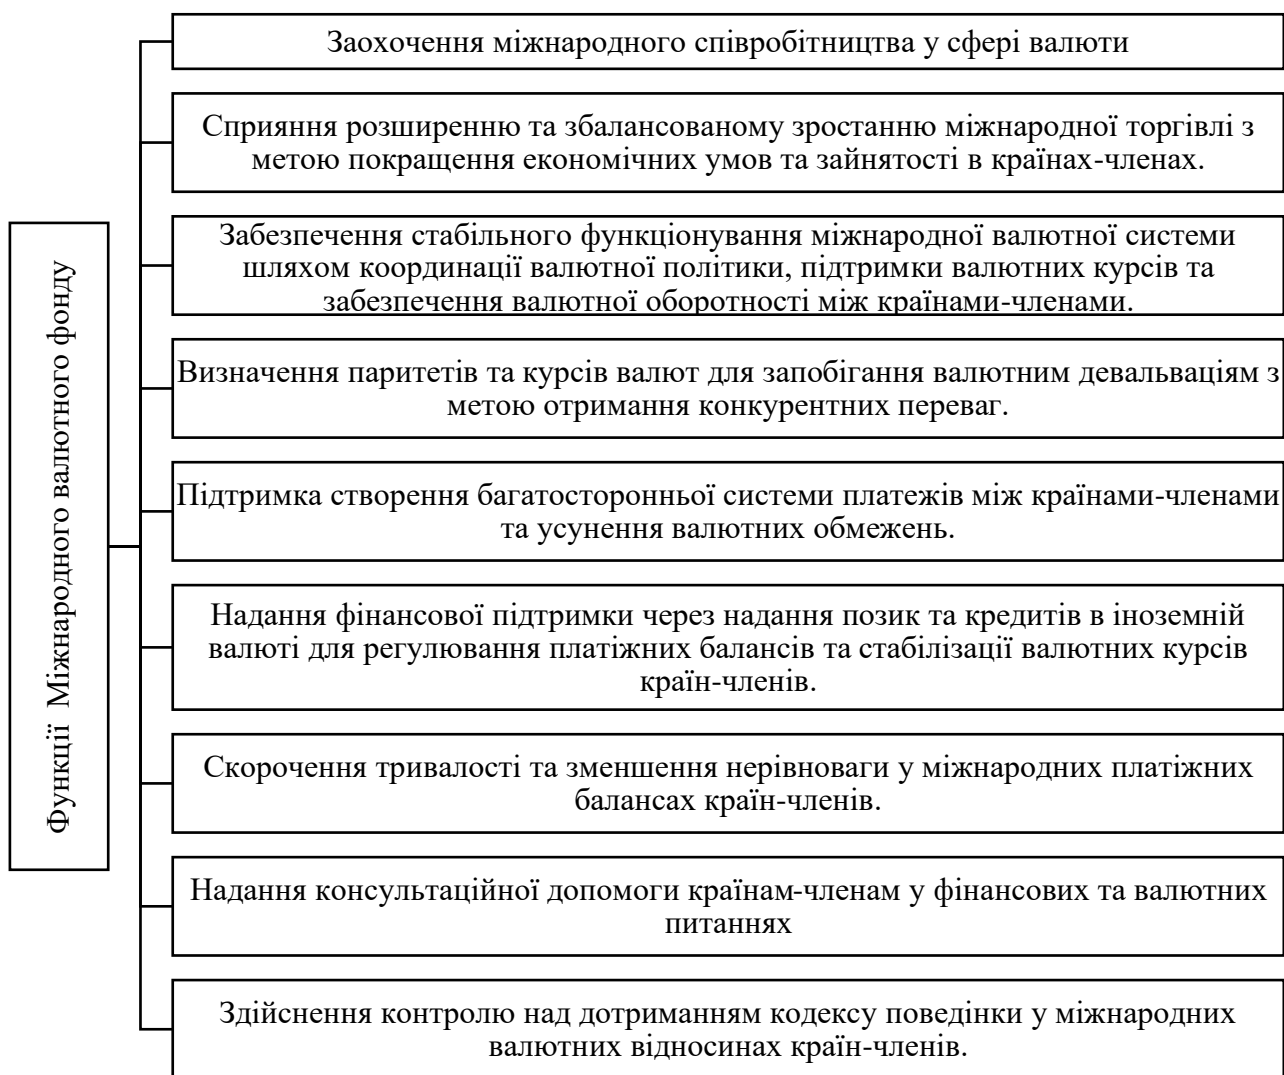 Функції Міжнародного валютного фонду
Заохочення міжнародного співробітництва у сфері валюти
Сприяння розширенню та збалансованому зростанню міжнародної торгівлі з
метою покращення економічних умов та зайнятості в країнах-членах.
Забезпечення стабільного функціонування міжнародної валютної системи
шляхом координації валютної політики, підтримки валютних курсів та
забезпечення валютної оборотності між країнами-членами.
Визначення паритетів та курсів валют для запобігання валютним девальваціям з
метою отримання конкурентних переваг.
Підтримка створення багатосторонньої системи платежів між країнами-членами
та усунення валютних обмежень.
Надання фінансової підтримки через надання позик та кредитів в іноземній
валюті для регулювання платіжних балансів та стабілізації валютних курсів
країн-членів.
Скорочення тривалості та зменшення нерівноваги у міжнародних платіжних
балансах країн-членів.
Надання консультаційної допомоги країнам-членам у фінансових та валютних
питаннях
Здійснення контролю над дотриманням кодексу поведінки у міжнародних
валютних відносинах країн-членів.